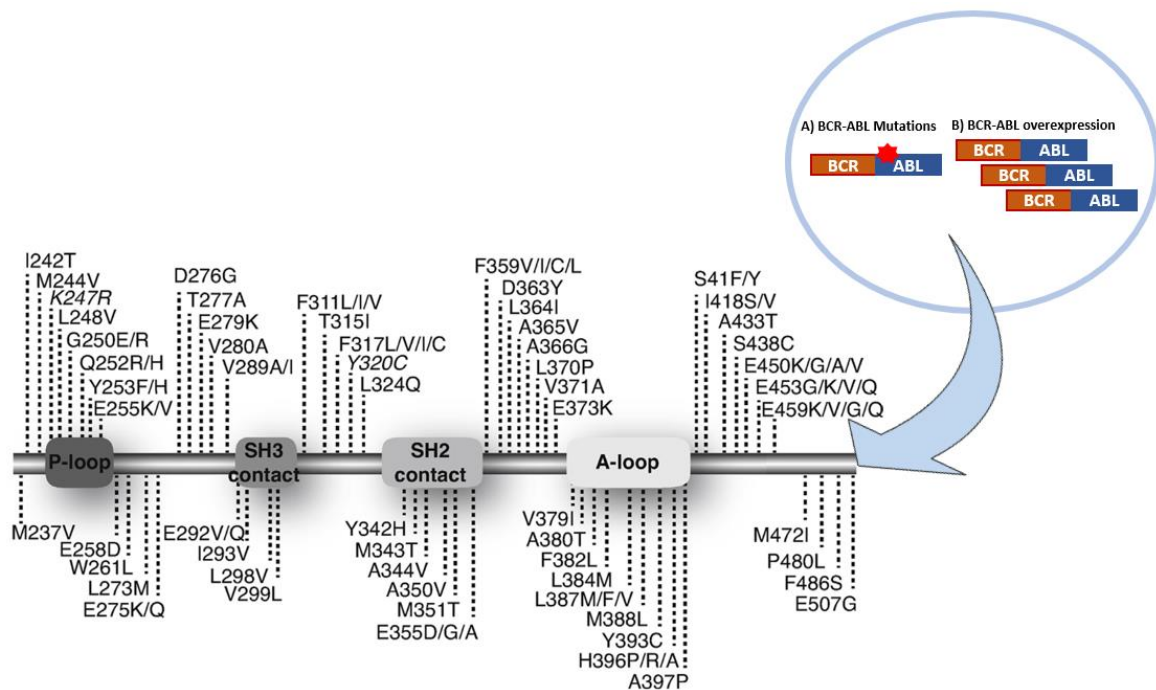 A) BCR-ABL Mutations
BCR ABL
B) BCR-ABL overexpression
BCR ABL
BCR ABL
BCR ABL
I242T
M244V
K247R
L248V
G250E/R
Q252R/H
Y253F/H
E255K/V
D276G
T277A
E279K
V280A
V289A/I
F311L/I/V
T315I
F317L/V/I/C
Y320C
L324Q
F359V/I/C/L
D363Y
L364I
A365V
A366G
L370P
V371A
E373K
S41F/Y
I418S/V
A433T
S438C
E450K/G/A/V
E453G/K/V/Q
E459K/V/G/Q
P-loop
SH3
contact
SH2
contact
A-loop
M237V
E258D
W261L
L273M
E275K/Q
E292V/Q
I293V
L298V
V299L
Y342H
M343T
A344V
A350V
M351T
E355D/G/A
V379I
A380T
F382L
L384M
L387M/F/V
M388L
Y393C
H396P/R/A
A397P
M472I
P480L
F486S
E507G